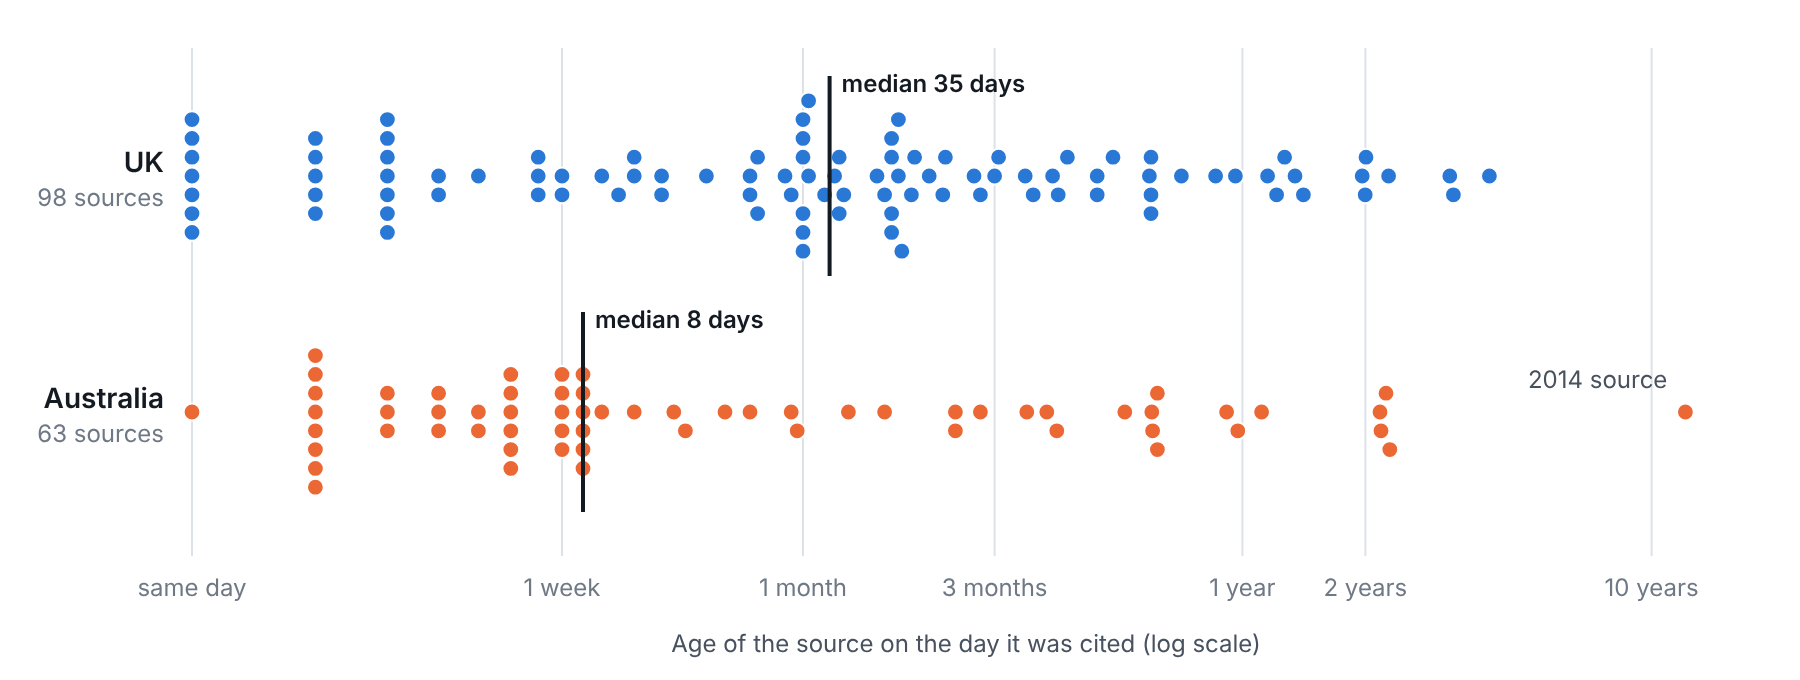 median 35 days
UK
98 sources
median 8 days
2014 source
Australia
63 sources
same day
1 week
1 month
3 months
1 year
2 years
10 years
Age of the source on the day it was cited (log scale)